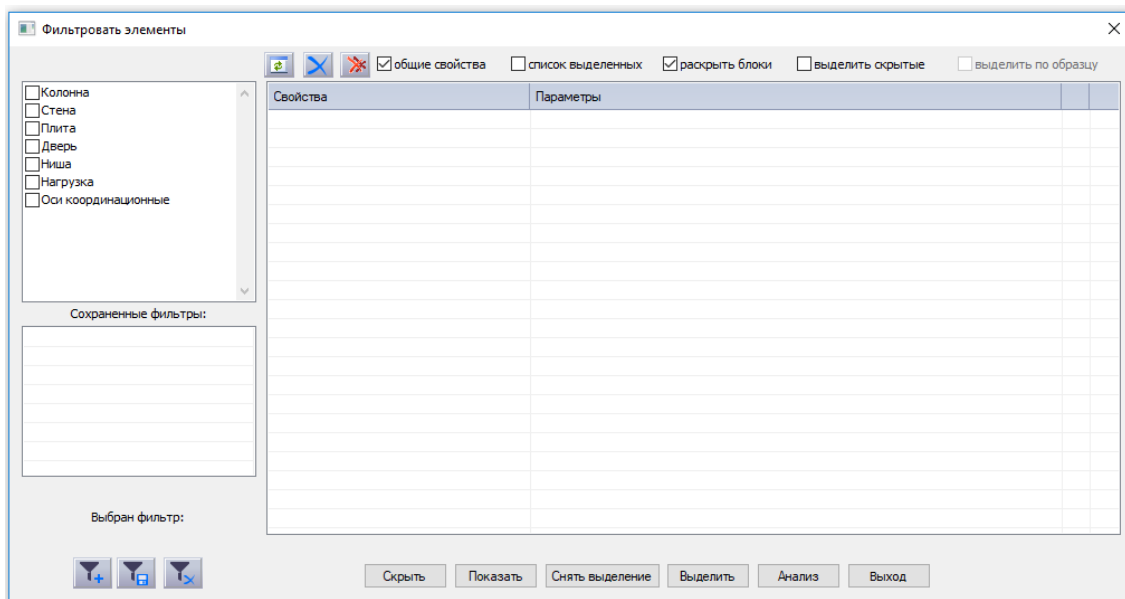 Фильтровать элементы
общие свойства список выделенных раскрыть блоки выделить скрытые выделить по образцу
Колонна
Стена
Плита
Дверь
Ниша
Нагрузка
Оси координационные
Свойства Параметры
Сохраненные фильтры:
Выбран фильтр:
Скрыть Показать Снять выделение Выделить Анализ Выход